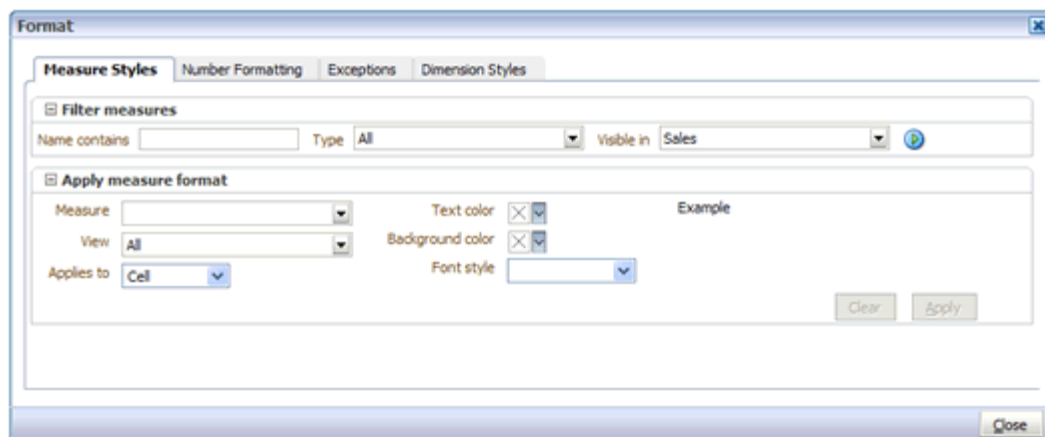 Format
Measure Styles Number Formatting Exceptions Dimension Styles
Filter measures
Name contains Type All Visible in Sales
Apply measure format
Measure Text color Example
View All Background color
Applies to Cell Font style
Clear Apply
Close